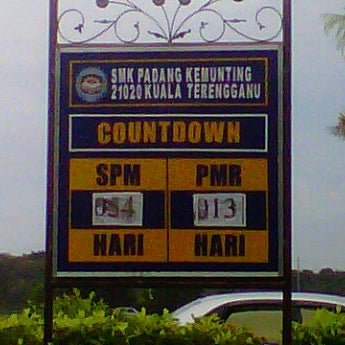 SMK PADANG KEMUNTING
21020 KUALA TERENGGANU
COUNTDOWN
SPM PMR
013
HARI HARI